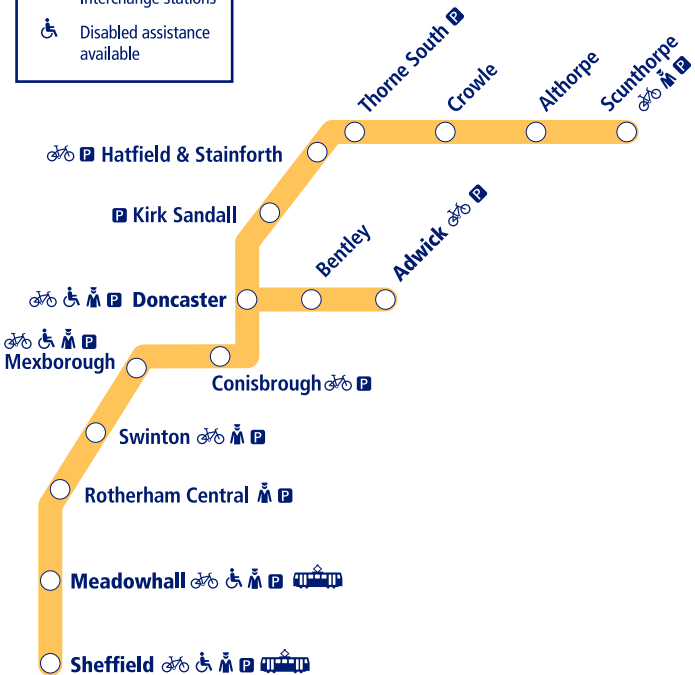 Interchange stations
Disabled assistance
available
Thorne South P
Crowle
Althorpe
Scunthorpe P
P Hatfield & Stainforth
P Kirk Sandall
Bentley
Adwick P
P Doncaster
P
Mexborough
Conisbrough P
Swinton P
Rotherham Central P
Meadowhall P
Sheffield P